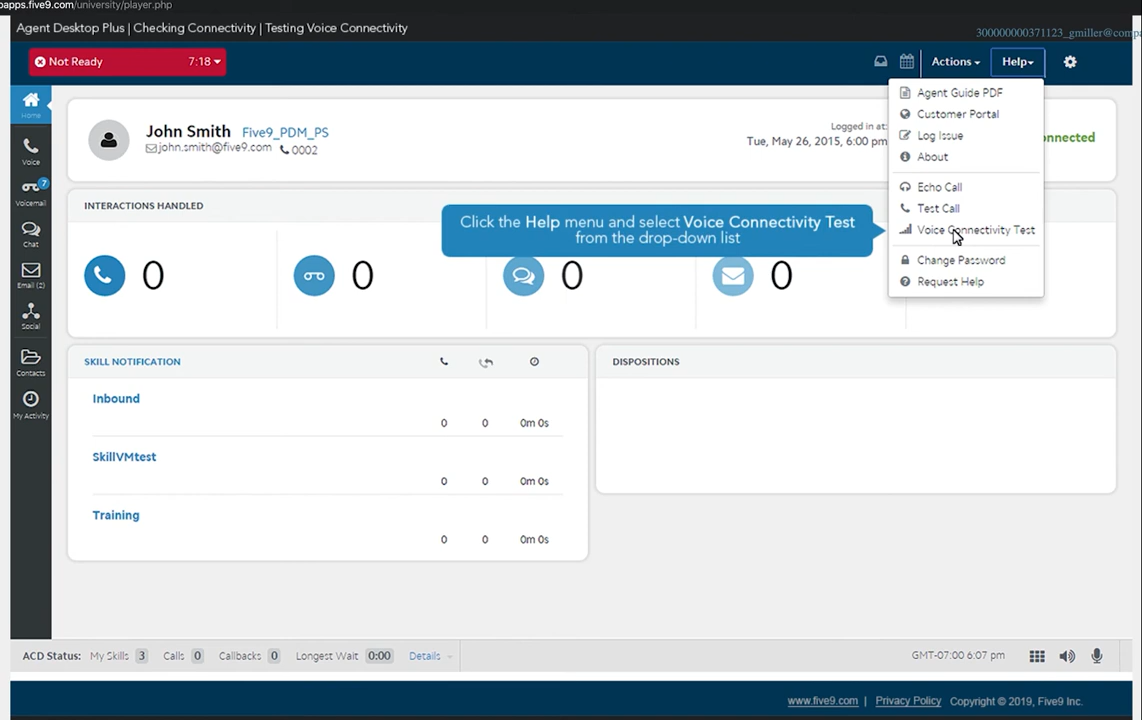 oapps.five9.com/university/player.php
Agent Desktop Plus | Checking Connectivity | Testing Voice Connectivity
300000000371123_gmiller@compa
Not Ready 7:18
Actions
Help
Home
Voice
7
Voicemail
Chat
Email (2)
Social
Contacts
My Activity
John Smith Five9_PDM_PS
john.smith@five9.com 0002
Logged in at:
Tue, May 26, 2015, 6:00 pm
onnected
Agent Guide PDF
Customer Portal
Log Issue
About
Echo Call
Test Call
Voice Connectivity Test
Change Password
Request Help
INTERACTIONS HANDLED
Click the Help menu and select Voice Connectivity Test
from the drop-down list
0 0 0 0
SKILL NOTIFICATION
Inbound
0 0 0m 0s
SkillVMtest
0 0 0m 0s
Training
0 0 0m 0s
DISPOSITIONS
ACD Status: My Skills 3 Calls 0 Callbacks 0 Longest Wait 0:00 Details
GMT-07:00 6:07 pm
www.five9.com | Privacy Policy Copyright © 2019, Five9 Inc.